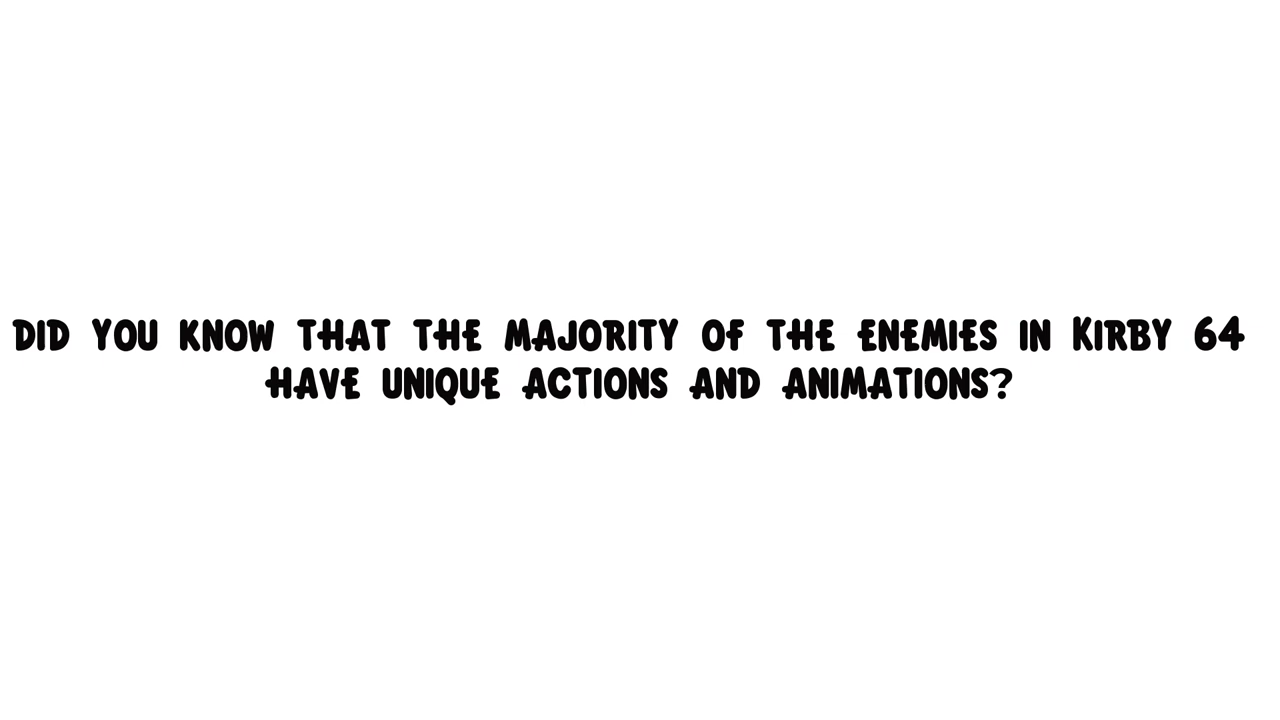 DID YOU KNOW THAT THE MAJORITY OF THE ENEMIES IN KIRBY 64
HAVE UNIQUE ACTIONS AND ANIMATIONS?